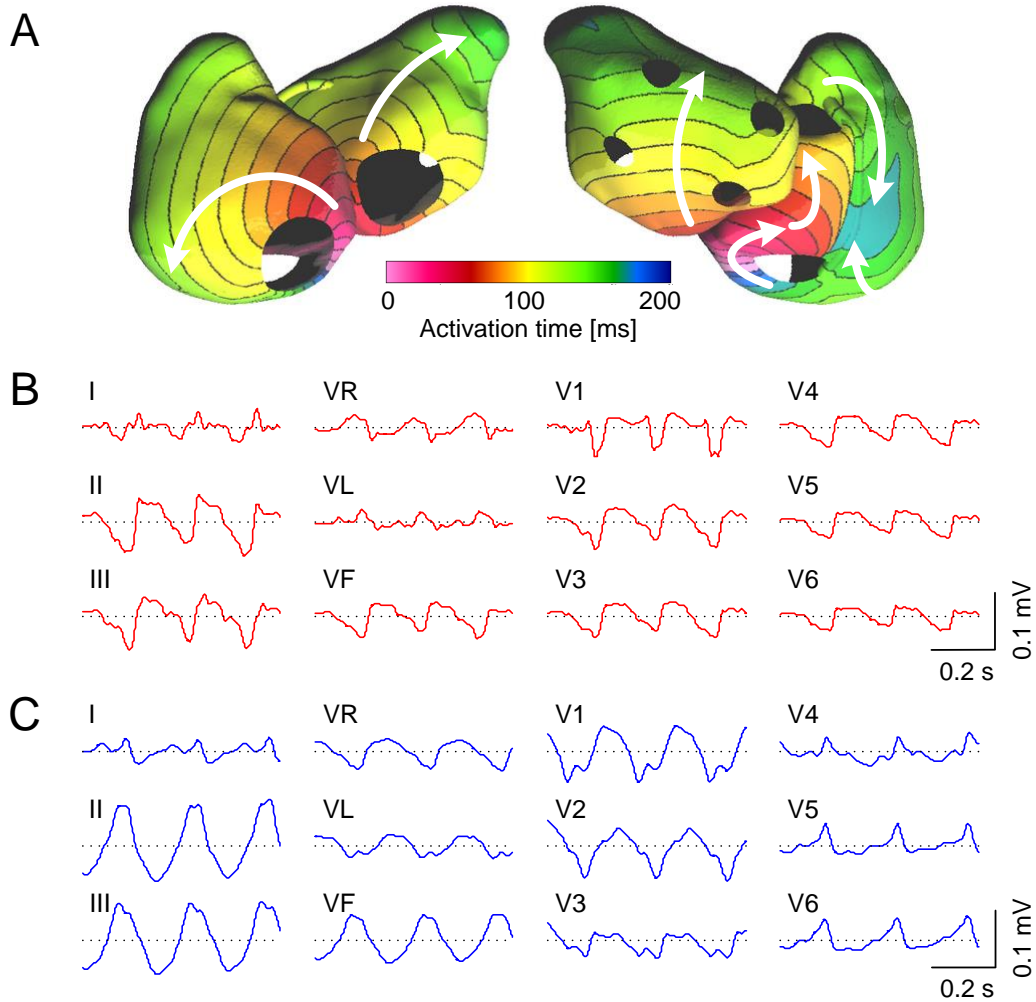 A
0 100 200
Activation time [ms]
B
I VR V1 V4
II VL V2 V5
III VF V3 V6
0.1 mV
0.2 s
C
I VR V1 V4
II VL V2 V5
III VF V3 V6
0.1 mV
0.2 s